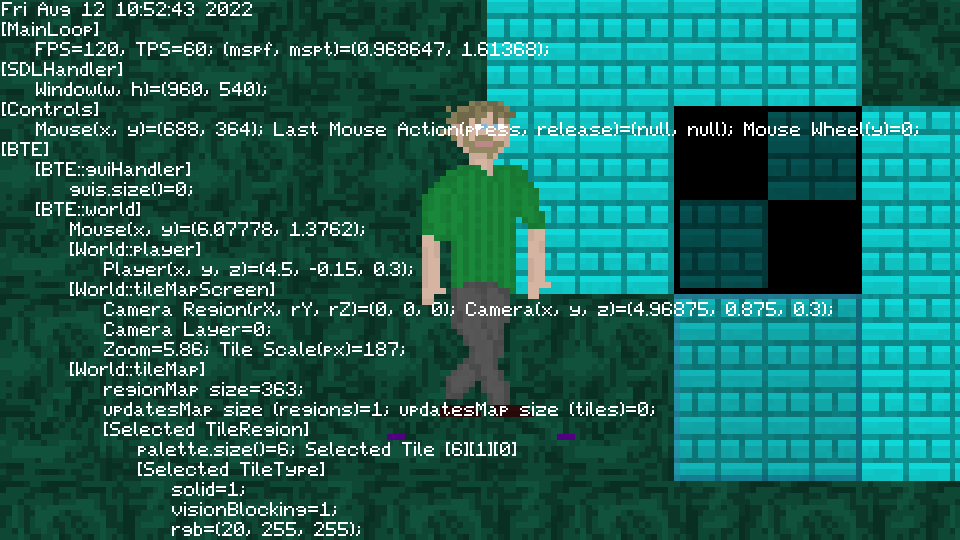 Fri Aug 12 10:52:43 2022
[MainLoop]
FPS=120, TPS=60; (mspf, mspt)=(0.968647, 1.61368);
[SDLHandler]
Window(w, h)=(960, 540);
[Controls]
Mouse(x, y)=(688, 364); Last Mouse Action(press, release)=(null, null); Mouse Wheel(y)=0;
[BTE]
[BTE::guiHandler]
guis.size()=0;
[BTE::world]
Mouse(x, y)=(6.07778, 1.3762);
[World::player]
Player(x, y, z)=(4.5, -0.15, 0.3);
[World::tileMapScreen]
Camera Region(rX, rY, rZ)=(0, 0, 0); Camera(x, y, z)=(4.96875, 0.875, 0.3);
Camera Layer=0;
Zoom=5.86; Tile Scale(px)=187;
[World::tileMap]
regionMap size=363;
updatesMap size (regions)=1; updatesMap size (tiles)=0;
[Selected TileRegion]
palette.size()=6; Selected Tile [6][1][0]
[Selected TileType]
solid=1;
visionBlocking=1;
rgb=(20, 255, 255);